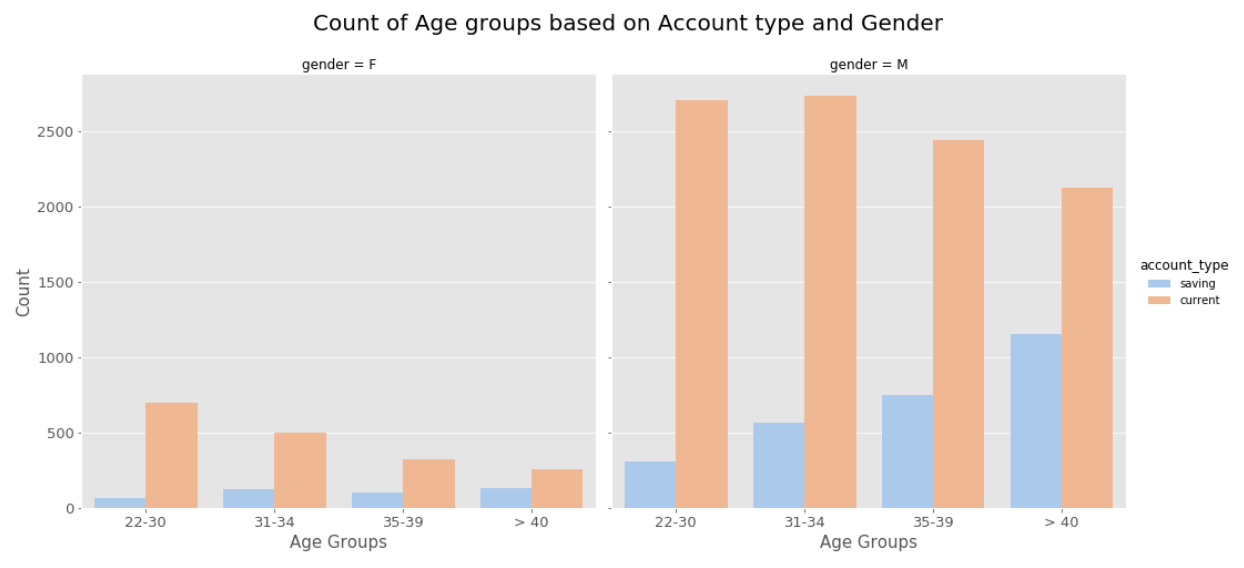 Count of Age groups based on Account type and Gender
gender = F
gender = M
2500
2000
1500
1000
500
0
Count
22-30
31-34
35-39
> 40
Age Groups
22-30
31-34
35-39
> 40
Age Groups
account_type
saving
current